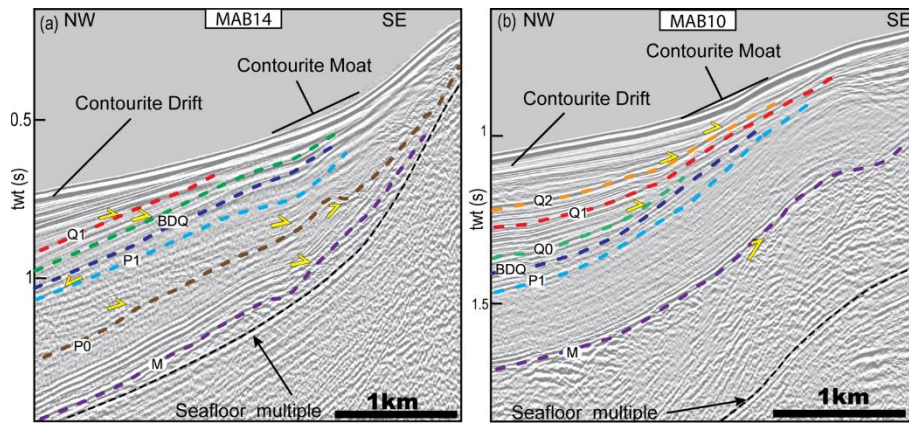 (a) NW MAB14 SE
Contourite Moat
Contourite Drift
0.5
twt (s)
1
Q1
BDQ
P1
P0
M
Seafloor multiple
1km
(b) NW MAB10 SE
Contourite Moat
Contourite Drift
1
twt (s)
1.5
Q2
Q1
Q0
BDQ
P1
M
Seafloor multiple
1km